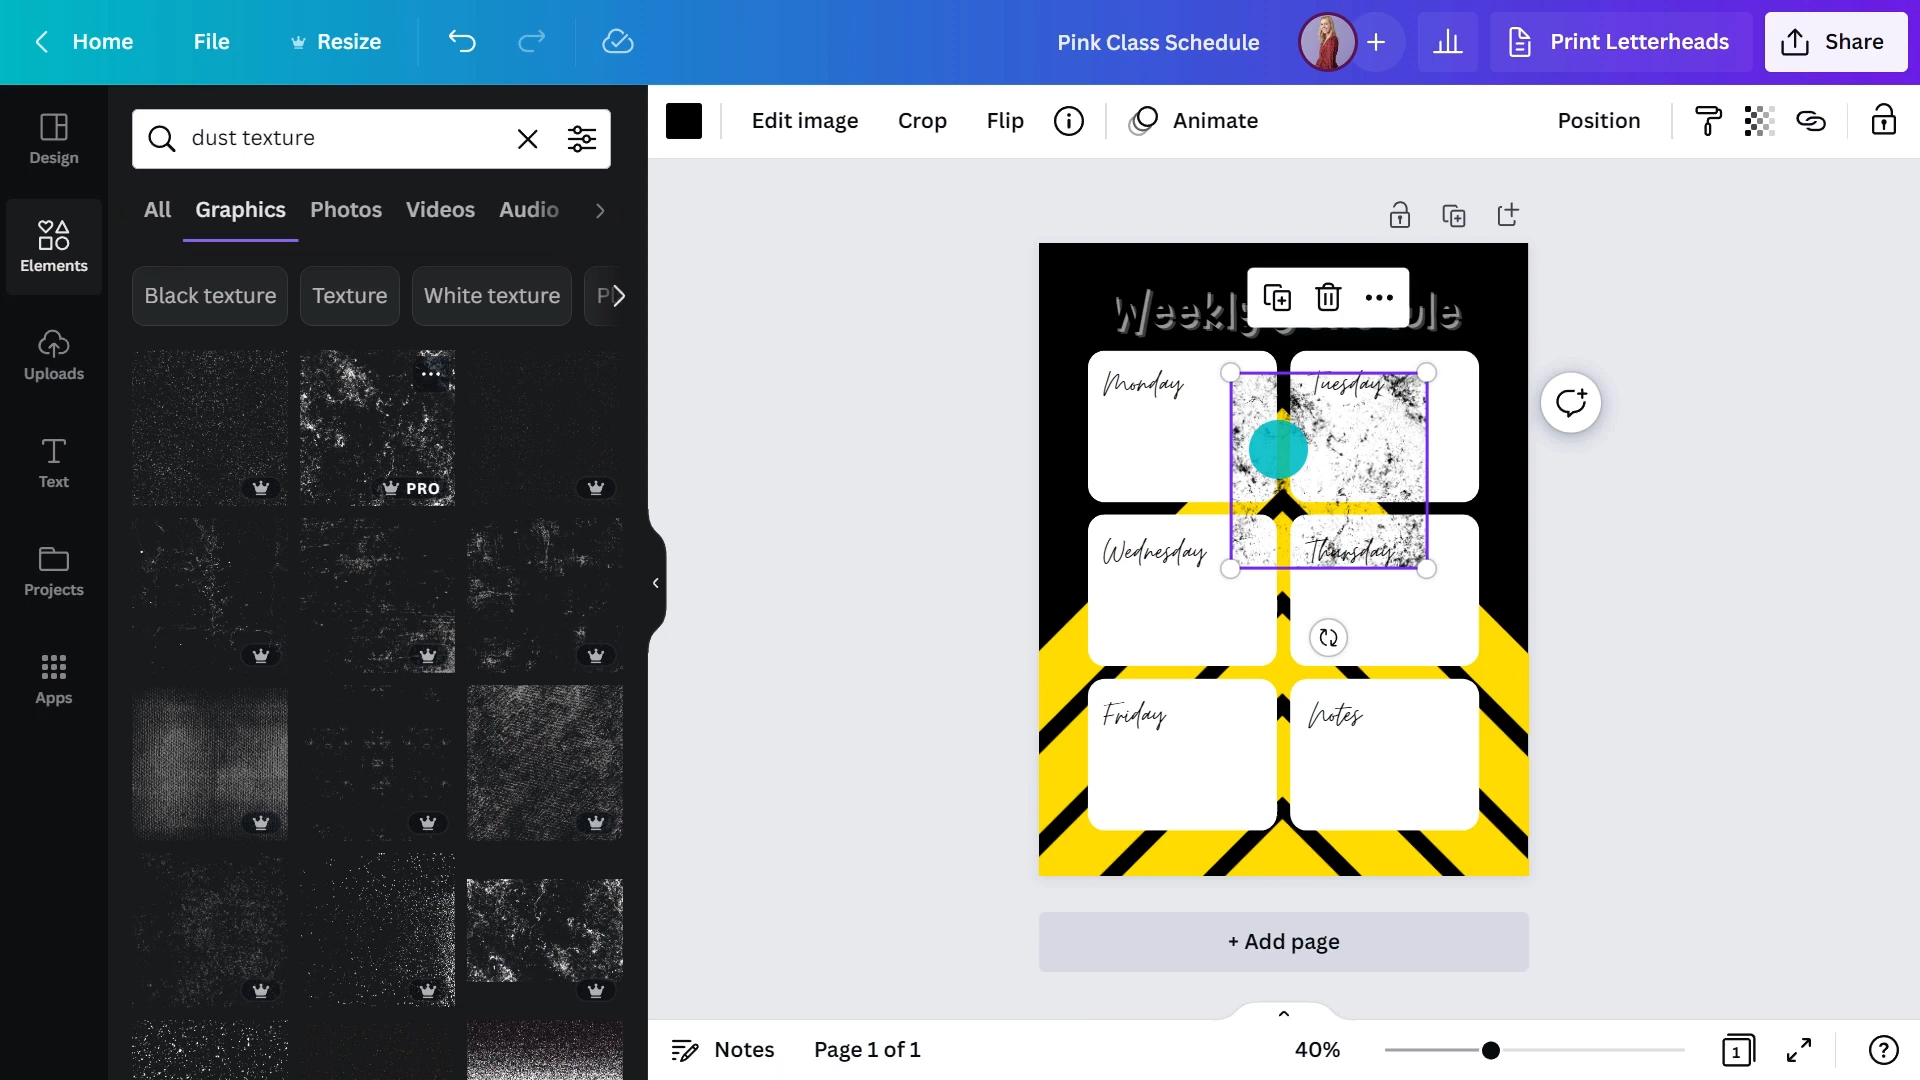 Home File Resize Pink Class Schedule + Print Letterheads Share
dust texture
Edit image Crop Flip Animate Position
Design
All Graphics Photos Videos Audio
Elements
Black texture Texture White texture
Uploads
PRO
Text
Projects
Apps
Weekly
Monday Tuesday
Wednesday Thursday
Friday Notes
+ Add page
Notes Page 1 of 1 40% 1